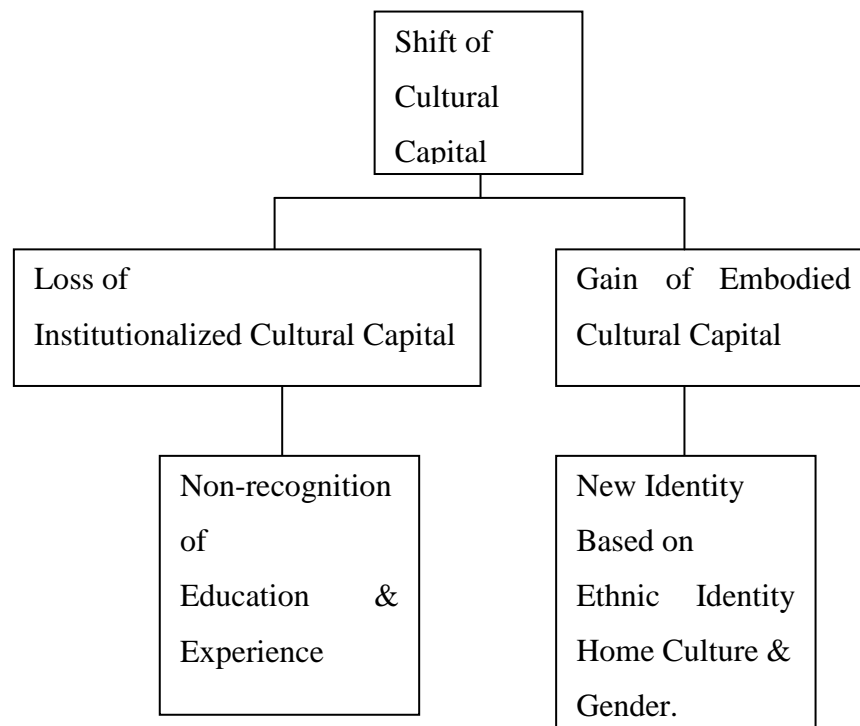 Shift of
Cultural
Capital
Loss of
Institutionalized Cultural Capital
Gain of Embodied
Cultural Capital
Non-recognition
of
Education &
Experience
New Identity
Based on
Ethnic Identity
Home Culture &
Gender.